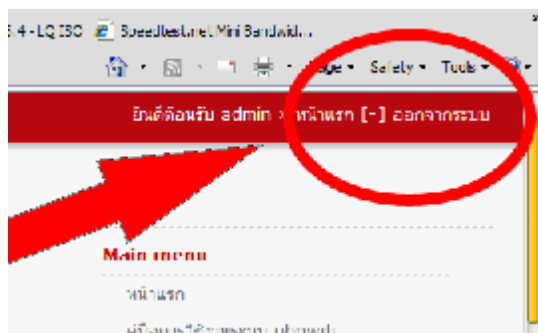 Speedtest.net Mini Bandwid...
Page Safety Tools
ยินดีต้อนรับ admin > หน้าแรก [-] ออกจากระบบ
Main menu
หน้าแรก